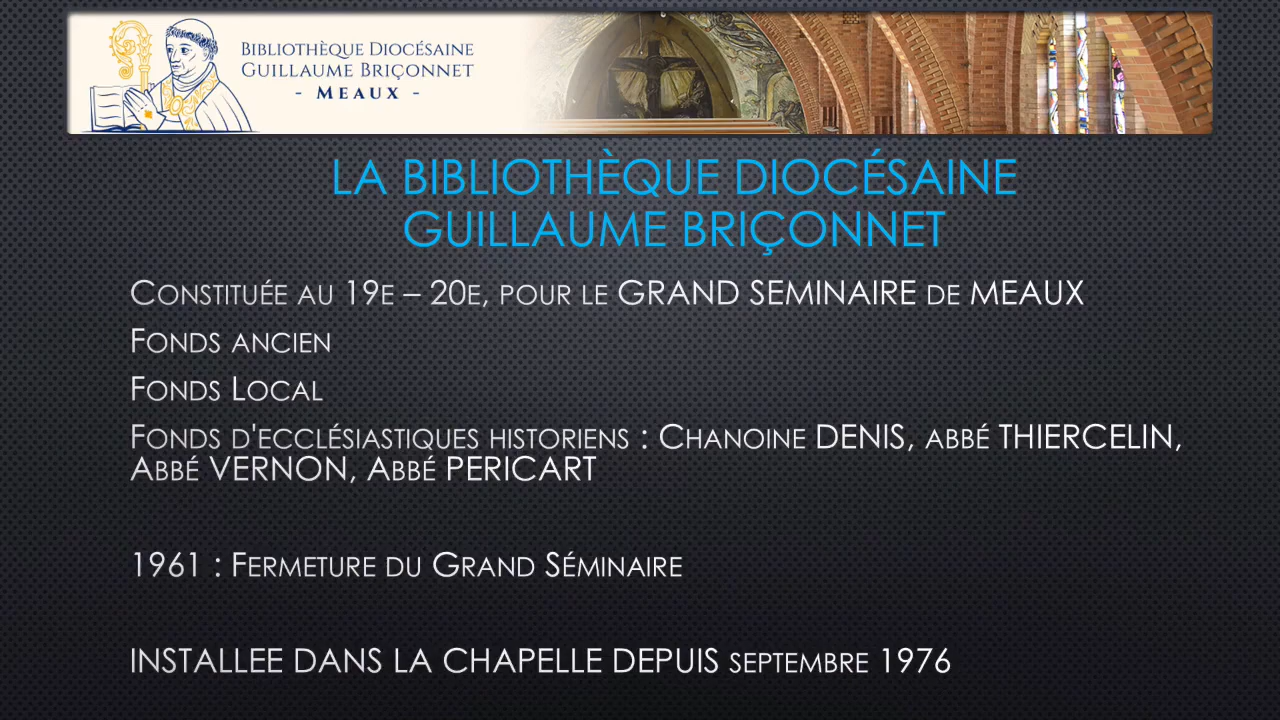 Bibliothèque Diocésaine
Guillaume Briçonnet
- Meaux -
LA BIBLIOTHÈQUE DIOCÉSAINE
GUILLAUME BRIÇONNET
Constituée au 19e – 20e, pour le GRAND SEMINAIRE de MEAUX
Fonds ancien
Fonds Local
Fonds d'ecclésiastiques historiens : Chanoine DENIS, abbé THIERCELIN,
Abbé VERNON, Abbé PERICART
1961 : Fermeture du Grand Séminaire
INSTALLEE DANS LA CHAPELLE DEPUIS septembre 1976